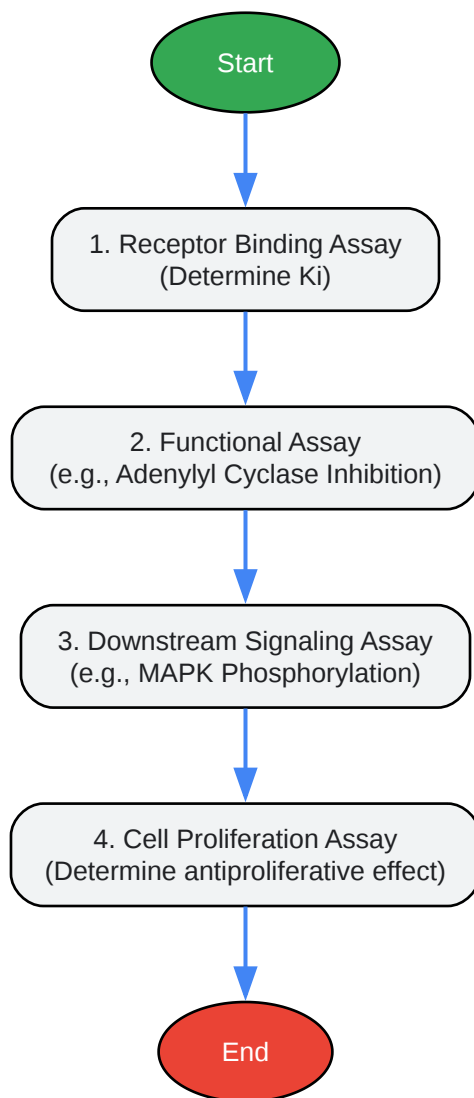 Start
1. Receptor Binding Assay
(Determine Ki)
2. Functional Assay
(e.g., Adenylyl Cyclase Inhibition)
3. Downstream Signaling Assay
(e.g., MAPK Phosphorylation)
4. Cell Proliferation Assay
(Determine antiproliferative effect)
End